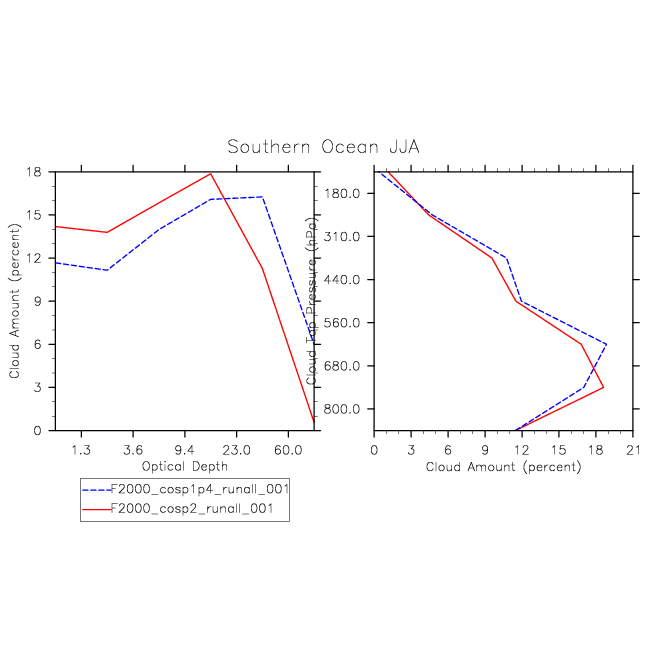 Southern Ocean JJA
18
15
12
9
6
3
0
Cloud Amount (percent)
1.3 3.6 9.4 23.0 60.0
Optical Depth
Cloud Top Pressure (hPa)
180.0
310.0
440.0
560.0
680.0
800.0
0 3 6 9 12 15 18 21
Cloud Amount (percent)
F2000_cosp1p4_runall_001
F2000_cosp2_runall_001